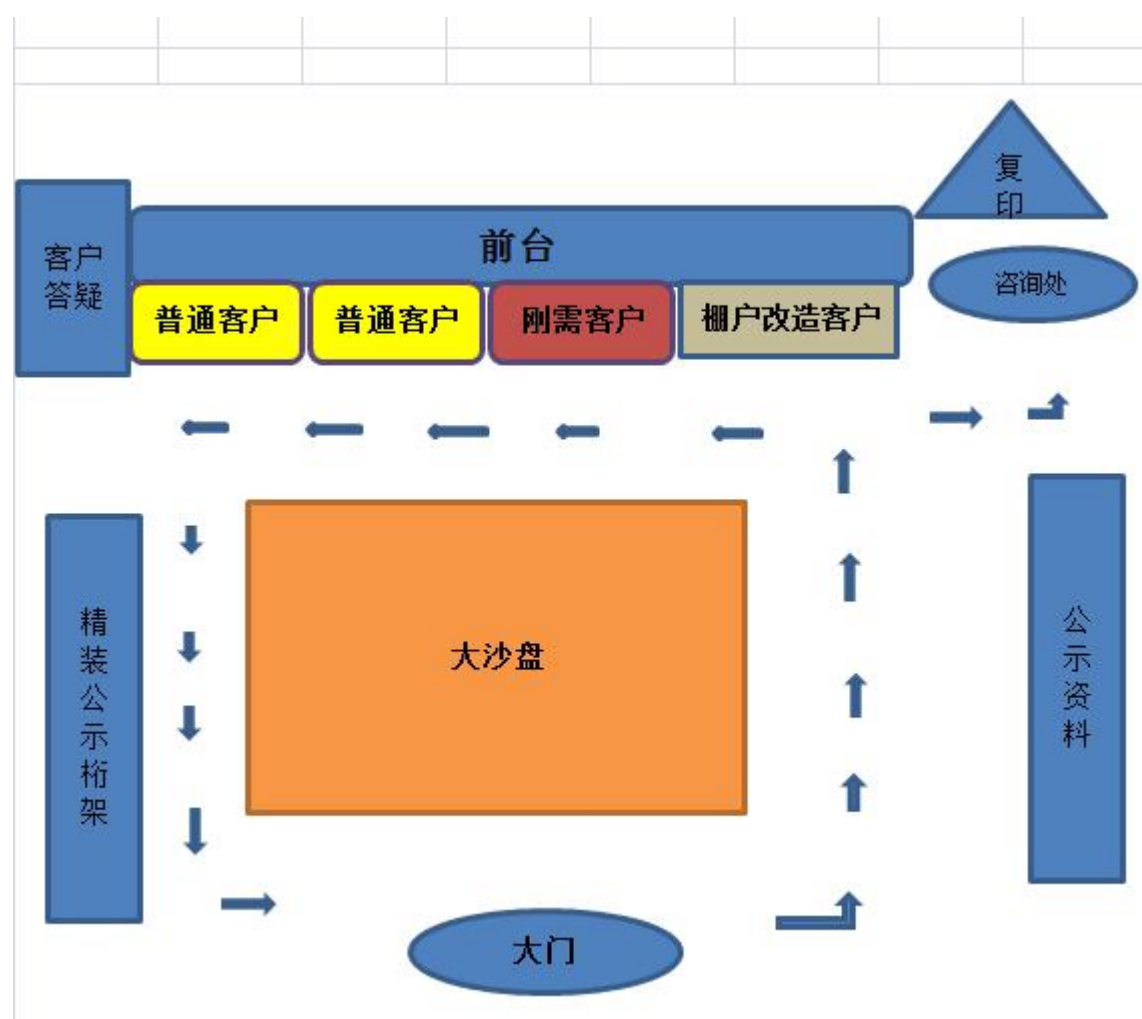 复
印
前台
客户
答疑
咨询处
普通客户
普通客户
刚需客户
棚户改造客户
精
装
公
示
桁
架
大沙盘
公
示
资
料
大门